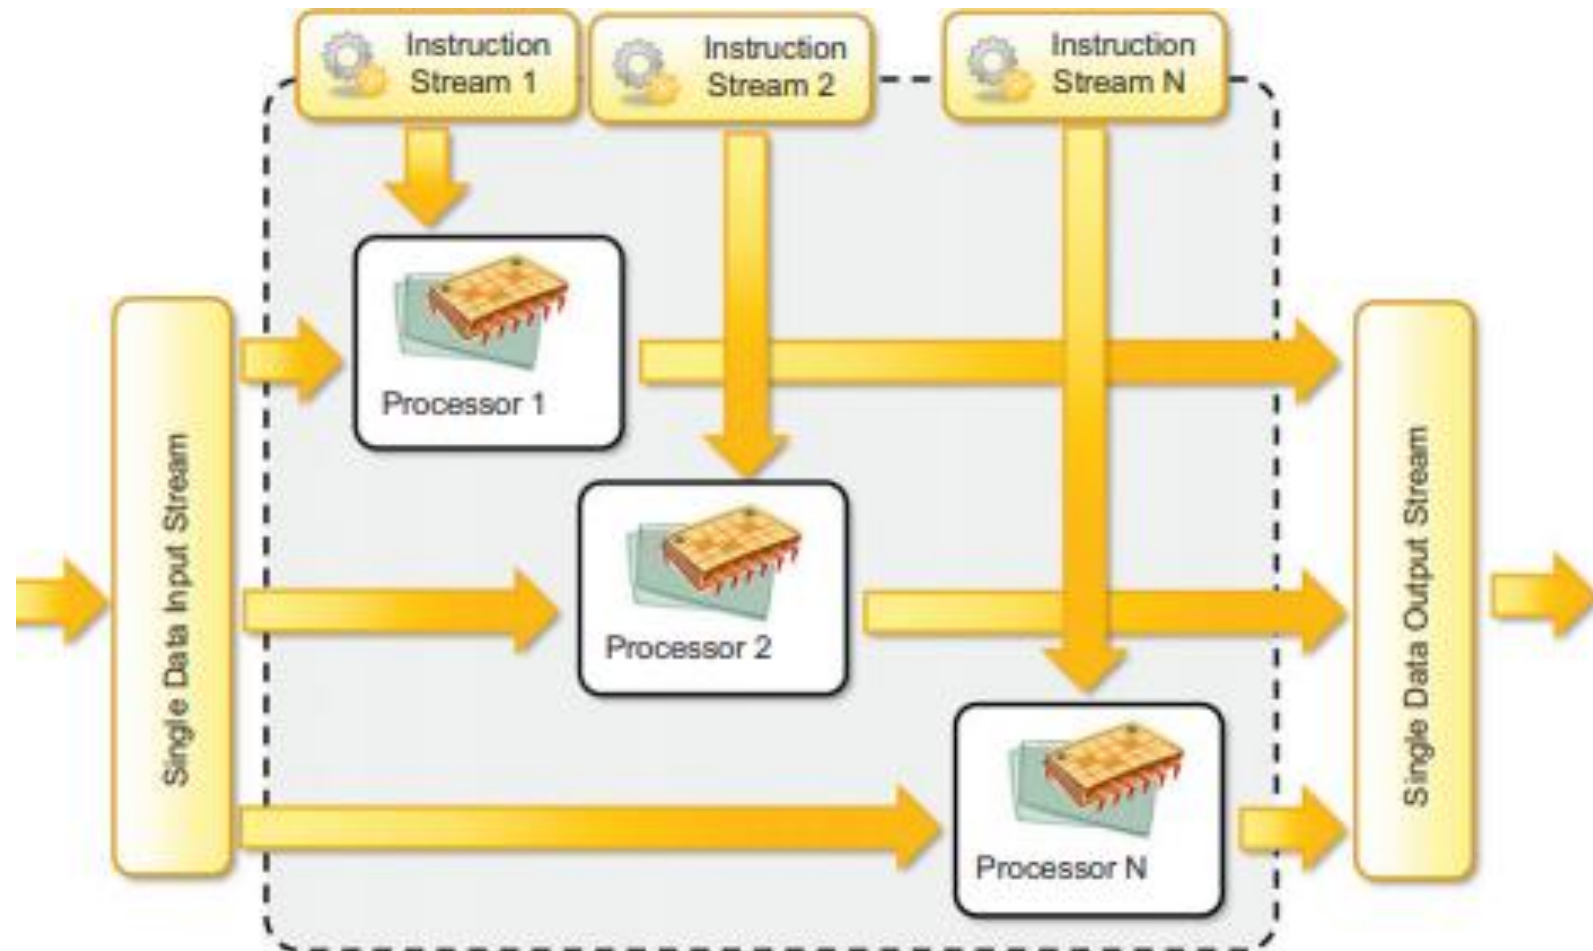 Instruction
Stream 1
Instruction
Stream 2
Instruction
Stream N
Processor 1
Single Data Input Stream
Processor 2
Single Data Output Stream
Processor N